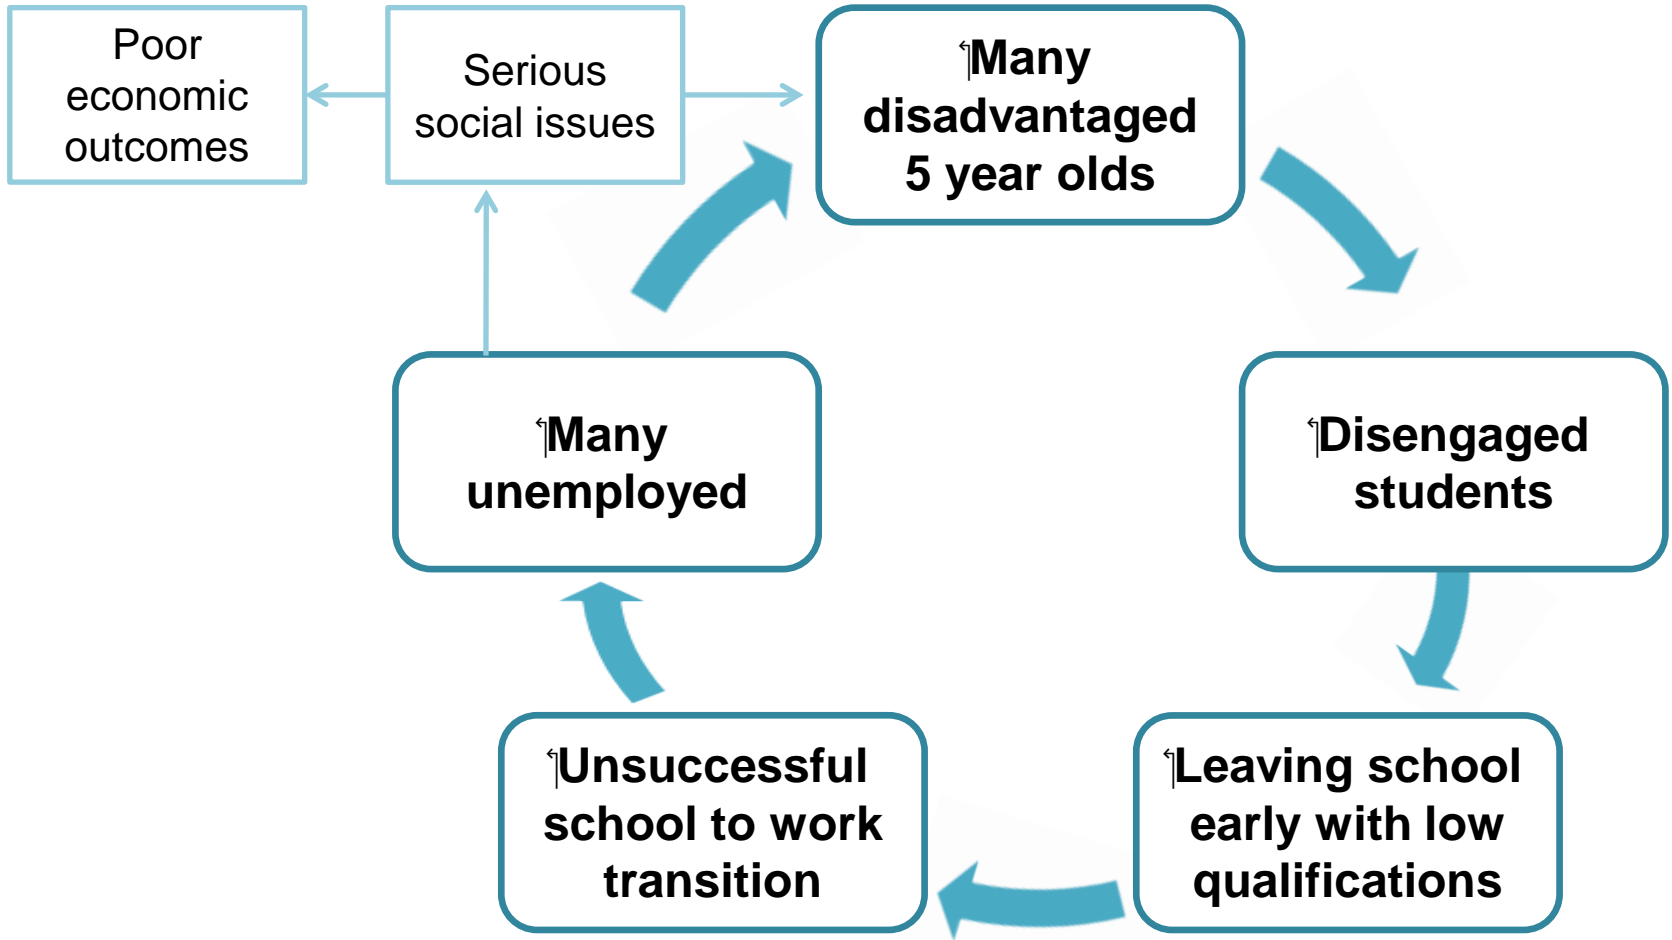 Poor
economic
outcomes
Serious
social issues
Many
disadvantaged
5 year olds
Disengaged
students
Leaving school
early with low
qualifications
Unsuccessful
school to work
transition
Many
unemployed